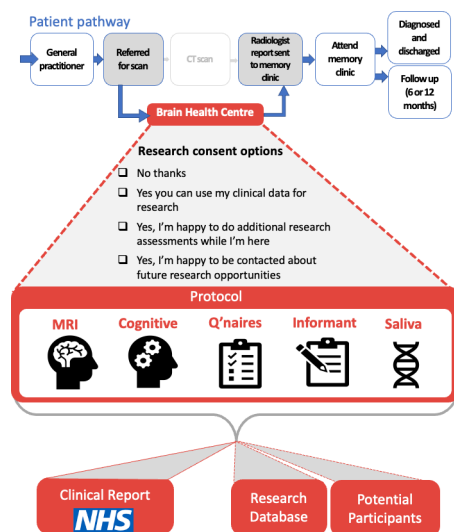 Patient pathway
General
practitioner
Referred
for scan
CT scan
Radiologist
report sent
to memory
clinic
Attend
memory
clinic
Diagnosed
and
discharged
Follow up
(6 or 12
months)
Brain Health Centre
Research consent options
No thanks
Yes you can use my clinical data for
research
Yes, I'm happy to do additional research
assessments while I'm here
Yes, I'm happy to be contacted about
future research opportunities
Protocol
MRI
Cognitive
Q'naires
Informant
Saliva
Clinical Report
NHS
Research
Database
Potential
Participants